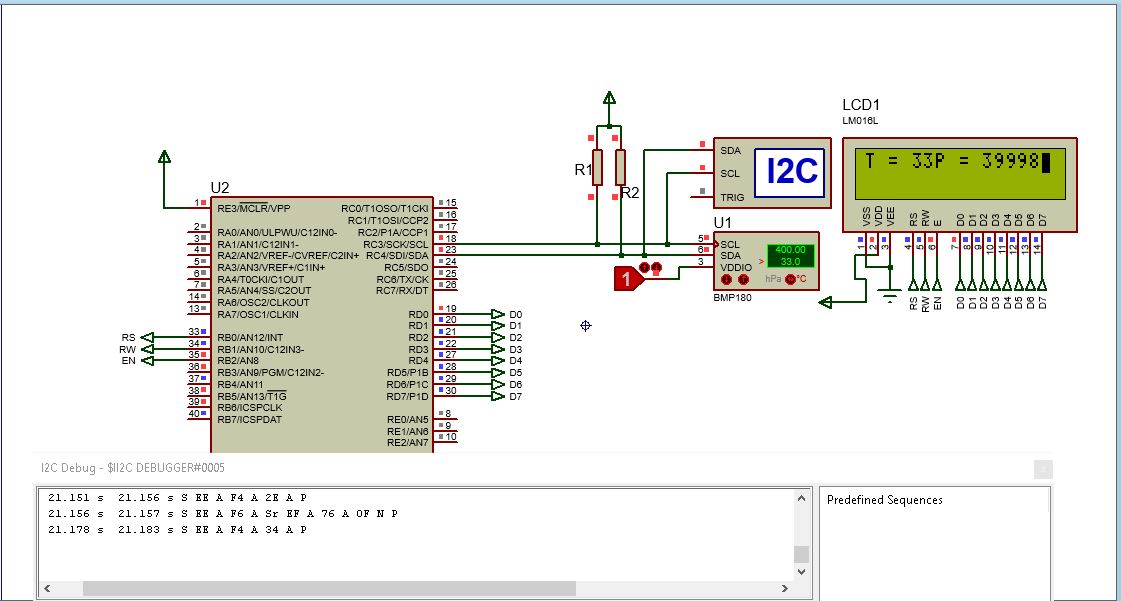 LCD1
LM016L
T = 33P = 39998
VSS VDD VEE RS RW E D0 D1 D2 D3 D4 D5 D6 D7
1 2 3 4 5 6 7 8 9 10 11 12 13 14
RS RW EN D0 D1 D2 D3 D4 D5 D6 D7
R1
R2
SDA
SCL
TRIG
I2C
U1
5 SCL
6 SDA
3 VDDIO
400.00
33.0
>
hPa °C
BMP180
1
U2
1 RE3/MCLR/VPP
2 RA0/AN0/ULPWU/C12IN0-
3 RA1/AN1/C12IN1-
4 RA2/AN2/VREF-/CVREF/C2IN+
5 RA3/AN3/VREF+/C1IN+
6 RA4/T0CKI/C1OUT
7 RA5/AN4/SS/C2OUT
14 RA6/OSC2/CLKOUT
13 RA7/OSC1/CLKIN
RS 33 RB0/AN12/INT
RW 34 RB1/AN10/C12IN3-
EN 35 RB2/AN8
36 RB3/AN9/PGM/C12IN2-
37 RB4/AN11
38 RB5/AN13/T1G
39 RB6/ICSPCLK
40 RB7/ICSPDAT
RC0/T1OSO/T1CKI 15
RC1/T1OSI/CCP2 16
RC2/P1A/CCP1 17
RC3/SCK/SCL 18
RC4/SDI/SDA 23
RC5/SDO 24
RC6/TX/CK 25
RC7/RX/DT 26
RD0 19 D0
RD1 20 D1
RD2 21 D2
RD3 22 D3
RD4 27 D4
RD5/P1B 28 D5
RD6/P1C 29 D6
RD7/P1D 30 D7
RE0/AN5 8
RE1/AN6 9
RE2/AN7 10
I2C Debug - $II2C DEBUGGER#0005
x
21.151 s 21.156 s S EE A F4 A 2E A P
21.156 s 21.157 s S EE A F6 A Sr EF A 76 A 0F N P
21.178 s 21.183 s S EE A F4 A 34 A P
Predefined Sequences